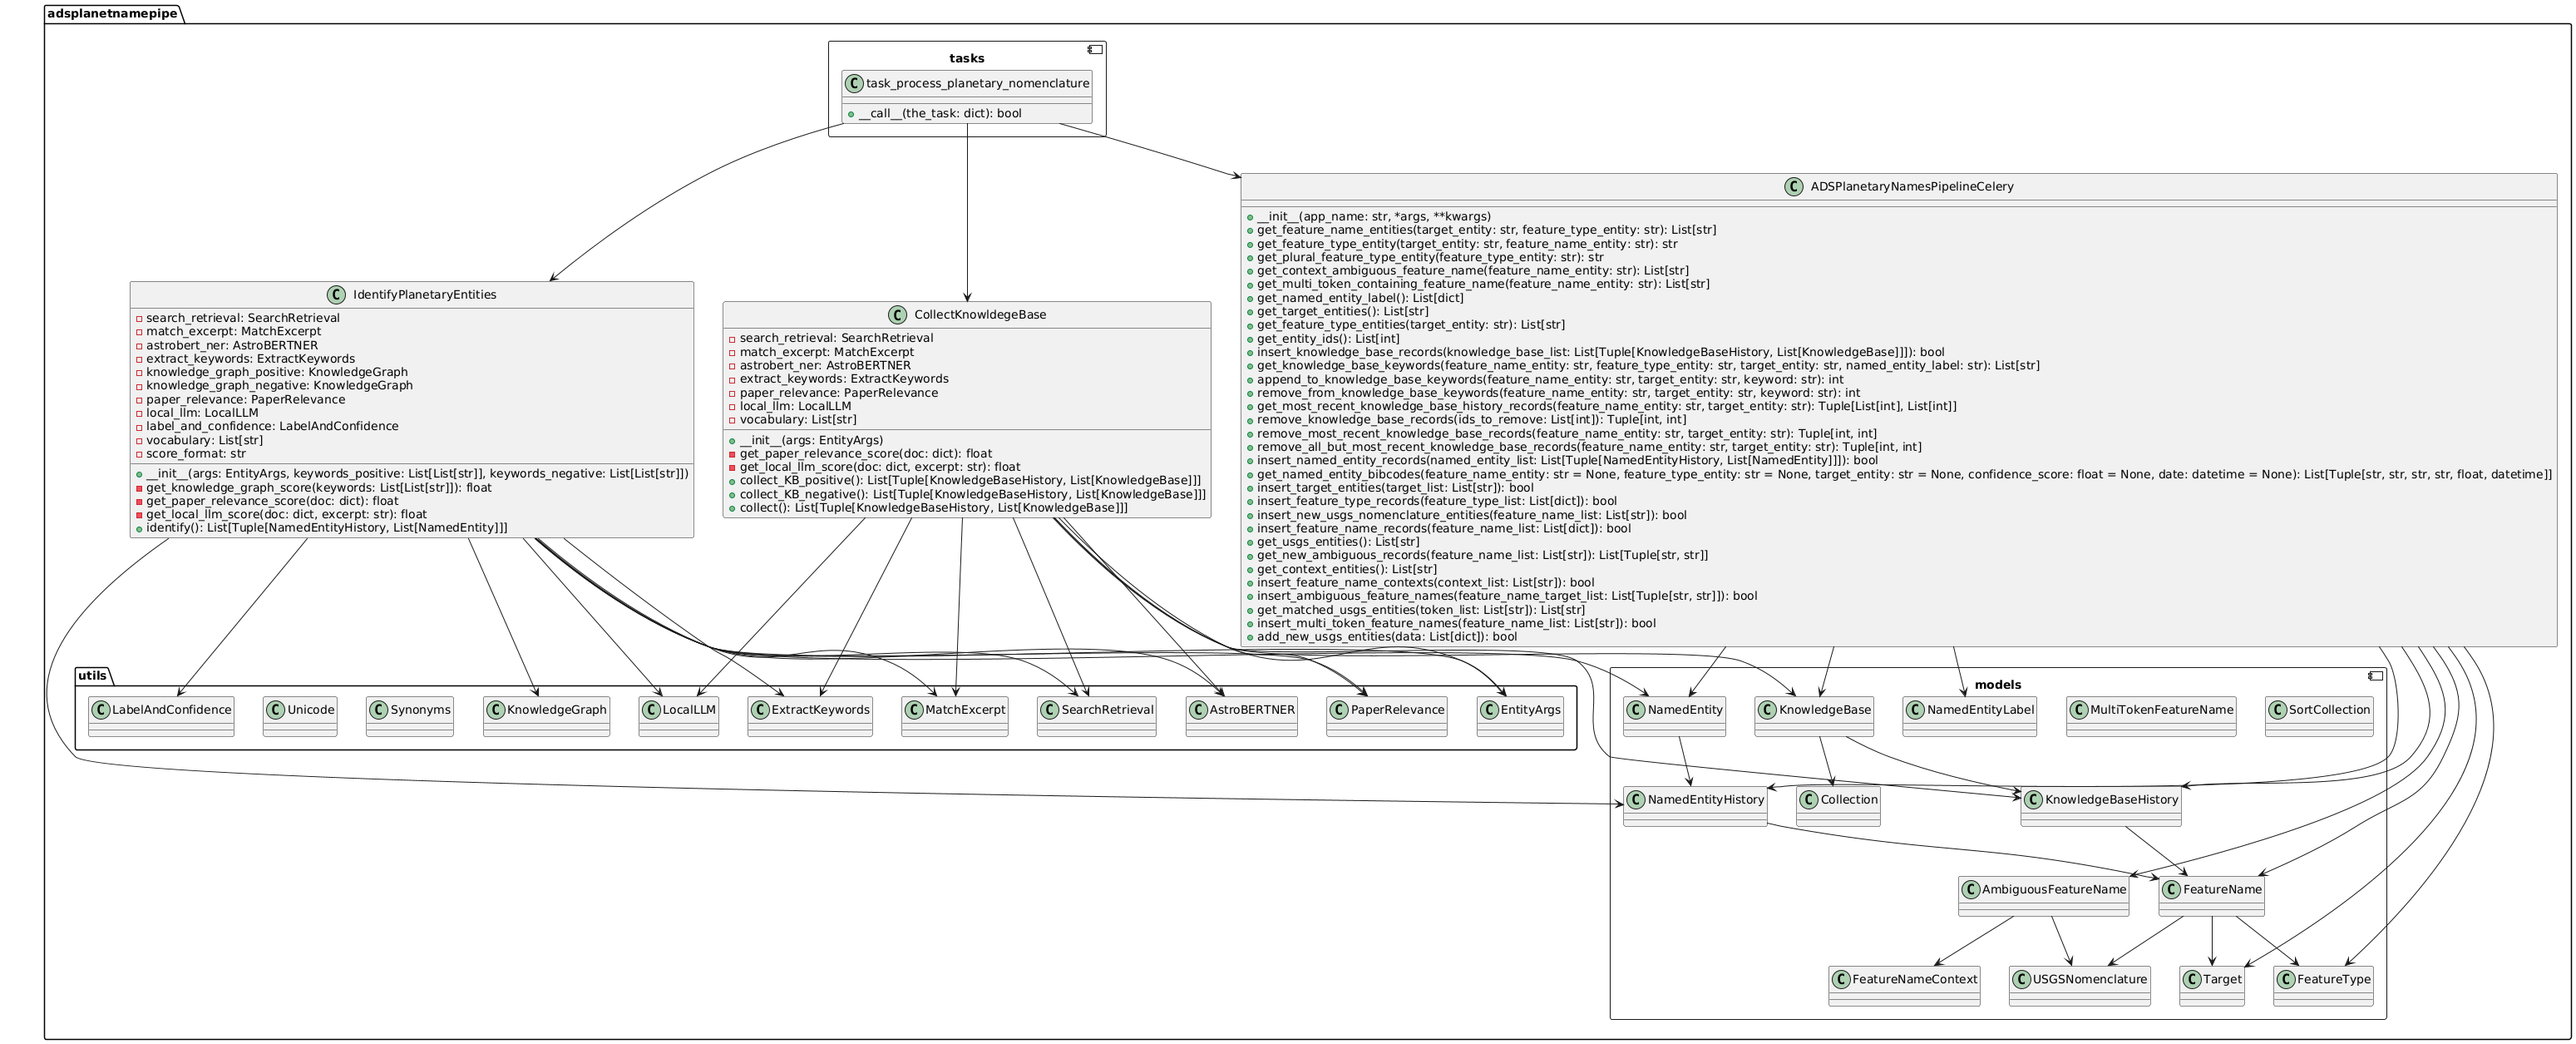 adsplanetnamepipe
tasks
C task_process_planetary_nomenclature
__call__(the_task: dict): bool
C ADSPlanetaryNamesPipelineCelery
__init__(app_name: str, *args, **kwargs)
get_feature_name_entities(target_entity: str, feature_type_entity: str): List[str]
get_feature_type_entity(target_entity: str, feature_name_entity: str): str
get_plural_feature_type_entity(feature_type_entity: str): str
get_context_ambiguous_feature_name(feature_name_entity: str): List[str]
get_multi_token_containing_feature_name(feature_name_entity: str): List[str]
get_named_entity_label(): List[dict]
get_target_entities(): List[str]
get_feature_type_entities(target_entity: str): List[str]
get_entity_ids(): List[int]
insert_knowledge_base_records(knowledge_base_list: List[Tuple[KnowledgeBaseHistory, List[KnowledgeBase]]]): bool
get_knowledge_base_keywords(feature_name_entity: str, feature_type_entity: str, target_entity: str, named_entity_label: str): List[str]
append_to_knowledge_base_keywords(feature_name_entity: str, target_entity: str, keyword: str): int
remove_from_knowledge_base_keywords(feature_name_entity: str, target_entity: str, keyword: str): int
get_most_recent_knowledge_base_history_records(feature_name_entity: str, target_entity: str): Tuple[List[int], List[int]]
remove_knowledge_base_records(ids_to_remove: List[int]): Tuple[int, int]
remove_most_recent_knowledge_base_records(feature_name_entity: str, target_entity: str): Tuple[int, int]
remove_all_but_most_recent_knowledge_base_records(feature_name_entity: str, target_entity: str): Tuple[int, int]
insert_named_entity_records(named_entity_list: List[Tuple[NamedEntityHistory, List[NamedEntity]]]): bool
get_named_entity_bibcodes(feature_name_entity: str = None, feature_type_entity: str = None, target_entity: str = None, confidence_score: float = None, date: datetime = None): List[Tuple[str, str, str, str, float, datetime]]
insert_target_entities(target_list: List[str]): bool
insert_feature_type_records(feature_type_list: List[dict]): bool
insert_new_usgs_nomenclature_entities(feature_name_list: List[str]): bool
insert_feature_name_records(feature_name_list: List[dict]): bool
get_usgs_entities(): List[str]
get_new_ambiguous_records(feature_name_list: List[str]): List[Tuple[str, str]]
get_context_entities(): List[str]
insert_feature_name_contexts(context_list: List[str]): bool
insert_ambiguous_feature_names(feature_name_target_list: List[Tuple[str, str]]): bool
get_matched_usgs_entities(token_list: List[str]): List[str]
insert_multi_token_feature_names(feature_name_list: List[str]): bool
add_new_usgs_entities(data: List[dict]): bool
C IdentifyPlanetaryEntities
search_retrieval: SearchRetrieval
match_excerpt: MatchExcerpt
astrobert_ner: AstroBERTNER
extract_keywords: ExtractKeywords
knowledge_graph_positive: KnowledgeGraph
knowledge_graph_negative: KnowledgeGraph
paper_relevance: PaperRelevance
local_llm: LocalLLM
label_and_confidence: LabelAndConfidence
vocabulary: List[str]
score_format: str
__init__(args: EntityArgs, keywords_positive: List[List[str]], keywords_negative: List[List[str]])
get_knowledge_graph_score(keywords: List[List[str]]): float
get_paper_relevance_score(doc: dict): float
get_local_llm_score(doc: dict, excerpt: str): float
identify(): List[Tuple[NamedEntityHistory, List[NamedEntity]]]
C CollectKnowldegeBase
search_retrieval: SearchRetrieval
match_excerpt: MatchExcerpt
astrobert_ner: AstroBERTNER
extract_keywords: ExtractKeywords
paper_relevance: PaperRelevance
local_llm: LocalLLM
vocabulary: List[str]
__init__(args: EntityArgs)
get_paper_relevance_score(doc: dict): float
get_local_llm_score(doc: dict, excerpt: str): float
collect_KB_positive(): List[Tuple[KnowledgeBaseHistory, List[KnowledgeBase]]]
collect_KB_negative(): List[Tuple[KnowledgeBaseHistory, List[KnowledgeBase]]]
collect(): List[Tuple[KnowledgeBaseHistory, List[KnowledgeBase]]]
utils
C LabelAndConfidence
C Unicode
C Synonyms
C KnowledgeGraph
C LocalLLM
C ExtractKeywords
C MatchExcerpt
C SearchRetrieval
C AstroBERTNER
C PaperRelevance
C EntityArgs
models
C NamedEntity
C KnowledgeBase
C NamedEntityLabel
C MultiTokenFeatureName
C SortCollection
C NamedEntityHistory
C Collection
C KnowledgeBaseHistory
C AmbiguousFeatureName
C FeatureName
C FeatureNameContext
C USGSNomenclature
C Target
C FeatureType